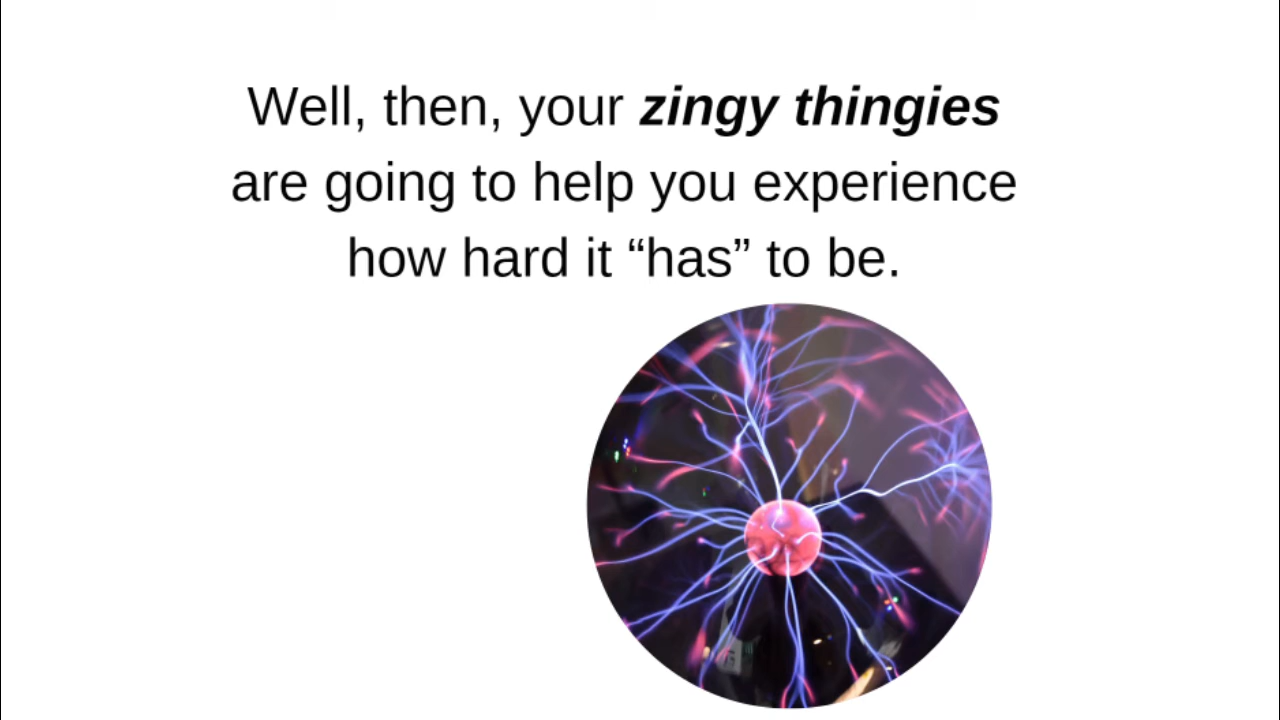 Well, then, your zingy thingies
are going to help you experience
how hard it “has” to be.